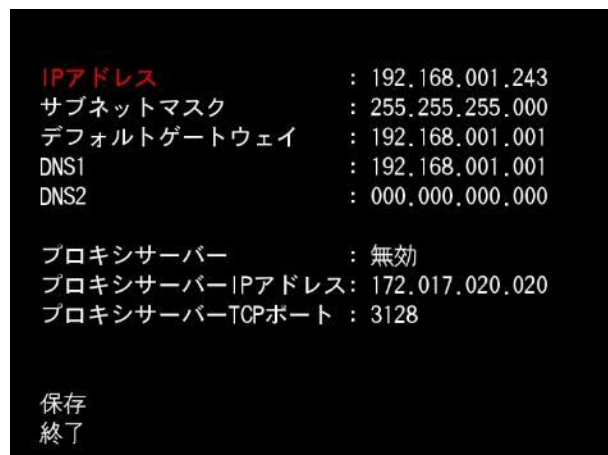 IPアドレス : 192.168.001.243
サブネットマスク : 255.255.255.000
デフォルトゲートウェイ : 192.168.001.001
DNS1 : 192.168.001.001
DNS2 : 000.000.000.000
プロキシサーバー : 無効
プロキシサーバーIPアドレス: 172.017.020.020
プロキシサーバーTCPポート : 3128
保存
終了